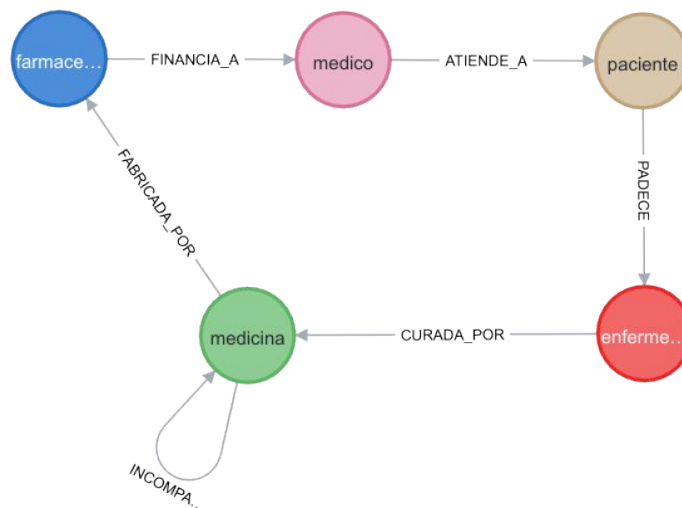 farmace…
FINANCIA_A
medico
ATIENDE_A
paciente
FABRICADA_POR
PADECE
medicina
CURADA_POR
enferme…
INCOMPA…